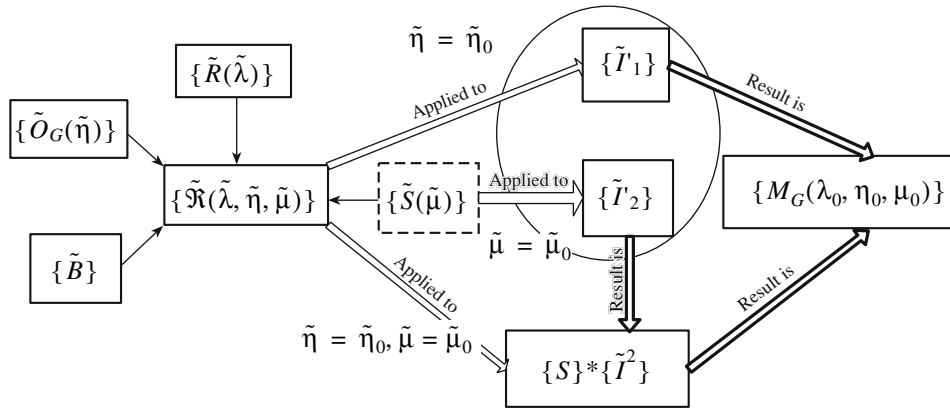 η̃ = η̃₀
{R̃(λ̃)}
{Ĩ'₁}
Applied to
Result is
{Õ_G(η̃)}
{ℜ̃(λ̃, η̃, μ̃)}
{S̃(μ̃)}
Applied to
{Ĩ'₂}
{M_G(λ₀, η₀, μ₀)}
μ̃ = μ̃₀
{B̃}
Applied to
Result is
Result is
η̃ = η̃₀, μ̃ = μ̃₀
{S}*{Ĩ²}